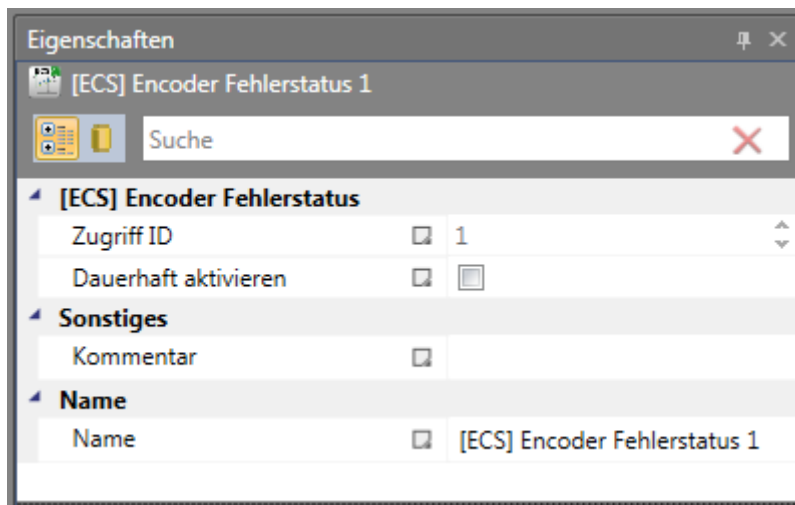 Eigenschaften
[ECS] Encoder Fehlerstatus 1
Suche
[ECS] Encoder Fehlerstatus
Zugriff ID 1
Dauerhaft aktivieren
Sonstiges
Kommentar
Name
Name [ECS] Encoder Fehlerstatus 1